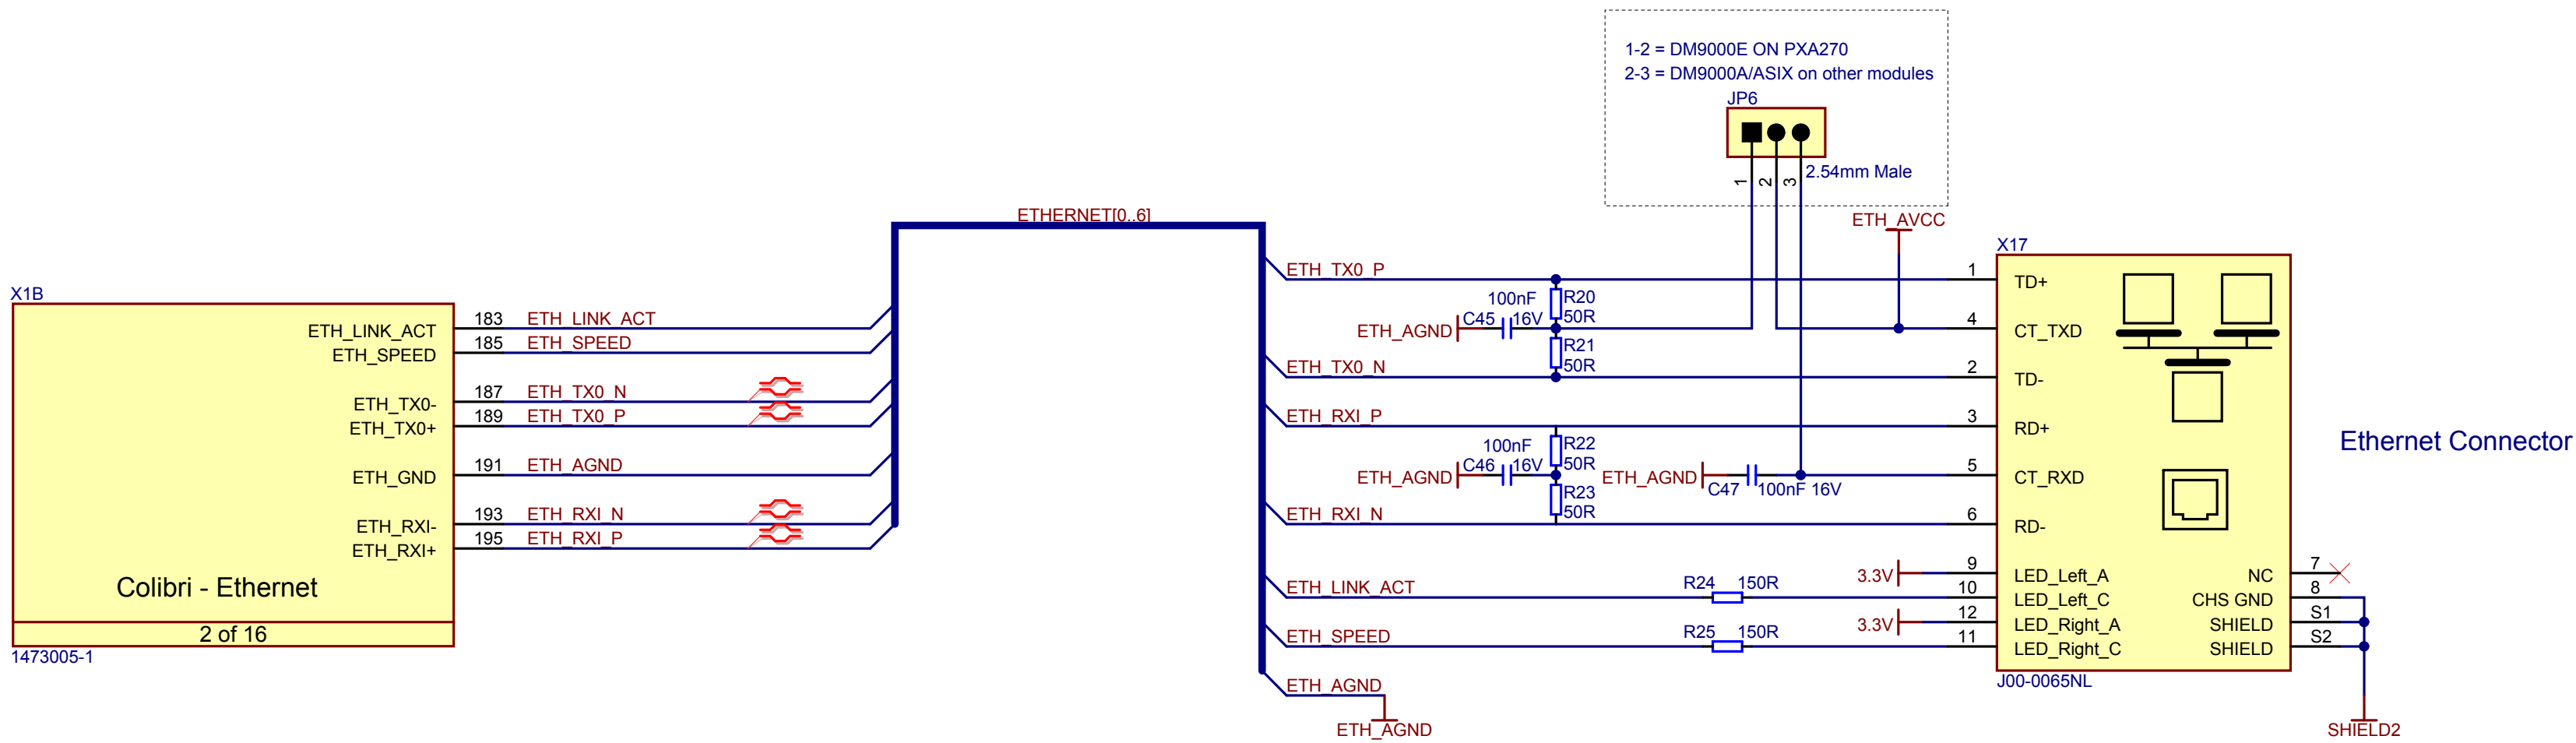 1-2 = DM9000E ON PXA270
2-3 = DM9000A/ASIX on other modules
JP6
2.54mm Male
1
2
3
ETHERNET[0..6]
ETH_AVCC
X1B
ETH_LINK_ACT 183 ETH_LINK_ACT
ETH_SPEED 185 ETH_SPEED
ETH_TX0- 187 ETH_TX0_N
ETH_TX0+ 189 ETH_TX0_P
ETH_GND 191 ETH_AGND
ETH_RXI- 193 ETH_RXI_N
ETH_RXI+ 195 ETH_RXI_P
Colibri - Ethernet
2 of 16
1473005-1
ETH_TX0_P
R20
50R
100nF
C45 16V
ETH_AGND
R21
50R
ETH_TX0_N
ETH_RXI_P
R22
50R
100nF
C46 16V
ETH_AGND
R23
50R
ETH_AGND
C47 100nF 16V
ETH_RXI_N
ETH_LINK_ACT
R24 150R
ETH_SPEED
R25 150R
ETH_AGND
ETH_AGND
3.3V
3.3V
X17
1 TD+
4 CT_TXD
2 TD-
3 RD+
5 CT_RXD
6 RD-
9 LED_Left_A
10 LED_Left_C
12 LED_Right_A
11 LED_Right_C
NC 7
CHS GND 8
SHIELD S1
SHIELD S2
J00-0065NL
SHIELD2
Ethernet Connector